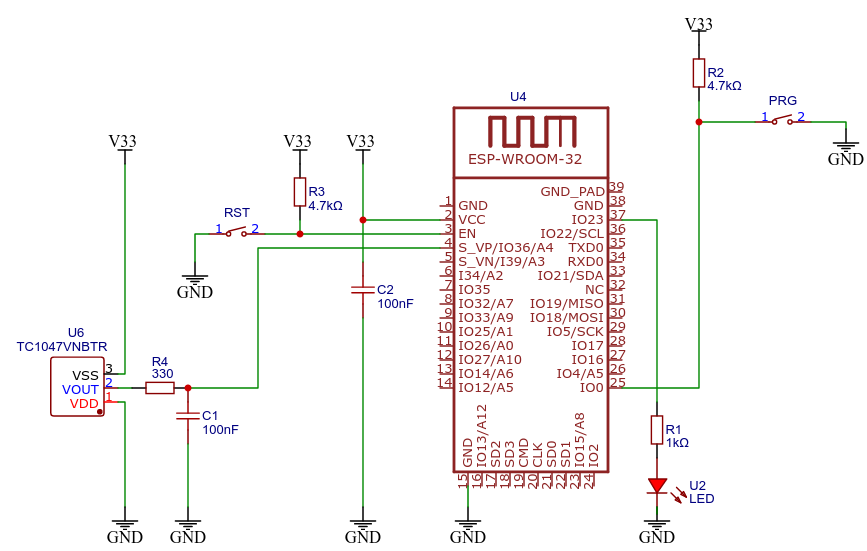 V33
R2
4.7kΩ
PRG
1 2
GND
U4
ESP-WROOM-32
V33
V33
V33
R3
4.7kΩ
RST
1 2
GND
1 GND
2 VCC
3 EN
4 S_VP/IO36/A4
5 S_VN/I39/A3
6 I34/A2
7 IO35
8 IO32/A7
9 IO33/A9
10 IO25/A1
11 IO26/A0
12 IO27/A10
13 IO14/A6
14 IO12/A5
GND_PAD 39
GND 38
IO23 37
IO22/SCL 36
TXD0 35
RXD0 34
IO21/SDA 33
NC 32
IO19/MISO 31
IO18/MOSI 30
IO5/SCK 29
IO17 28
IO16 27
IO4/A5 26
IO0 25
15 GND
16 IO13/A12
17 SD2
18 SD3
19 CMD
20 CLK
21 SD0
22 SD1
23 IO15/A8
24 IO2
C2
100nF
U6
TC1047VNBTR
VSS 3
VOUT 2
VDD 1
R4
330
C1
100nF
R1
1kΩ
U2
LED
GND
GND
GND
GND
GND